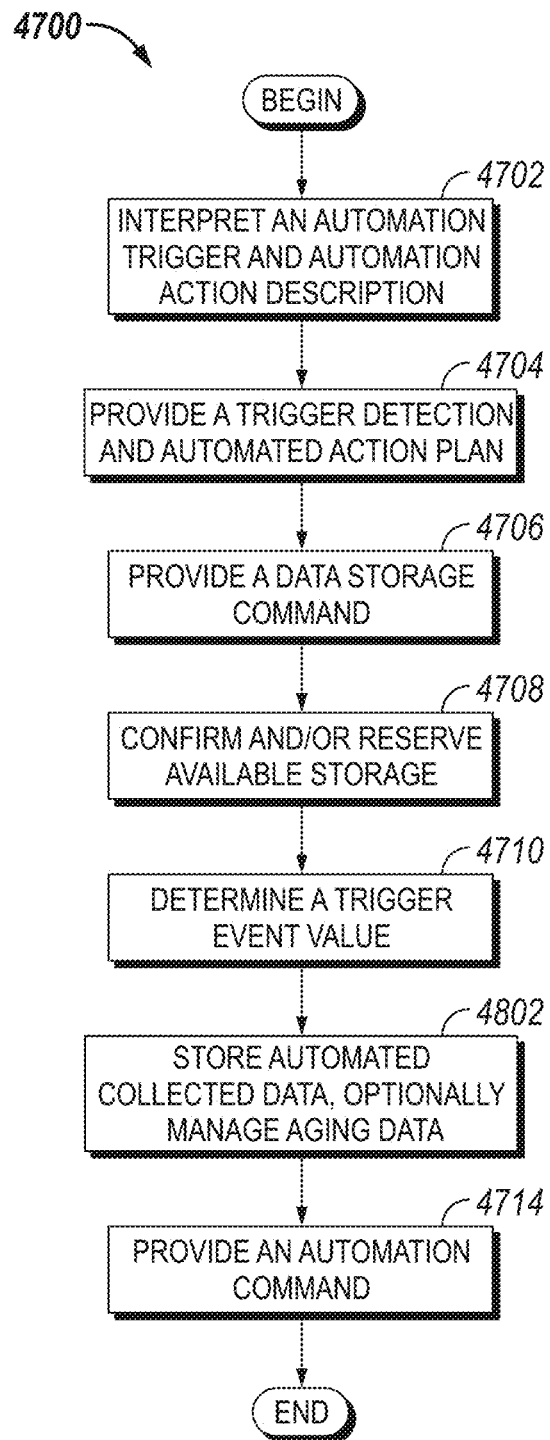 4700
BEGIN
4702
INTERPRET AN AUTOMATION
TRIGGER AND AUTOMATION
ACTION DESCRIPTION
4704
PROVIDE A TRIGGER DETECTION
AND AUTOMATED ACTION PLAN
4706
PROVIDE A DATA STORAGE
COMMAND
4708
CONFIRM AND/OR RESERVE
AVAILABLE STORAGE
4710
DETERMINE A TRIGGER
EVENT VALUE
4802
STORE AUTOMATED
COLLECTED DATA, OPTIONALLY
MANAGE AGING DATA
4714
PROVIDE AN AUTOMATION
COMMAND
END